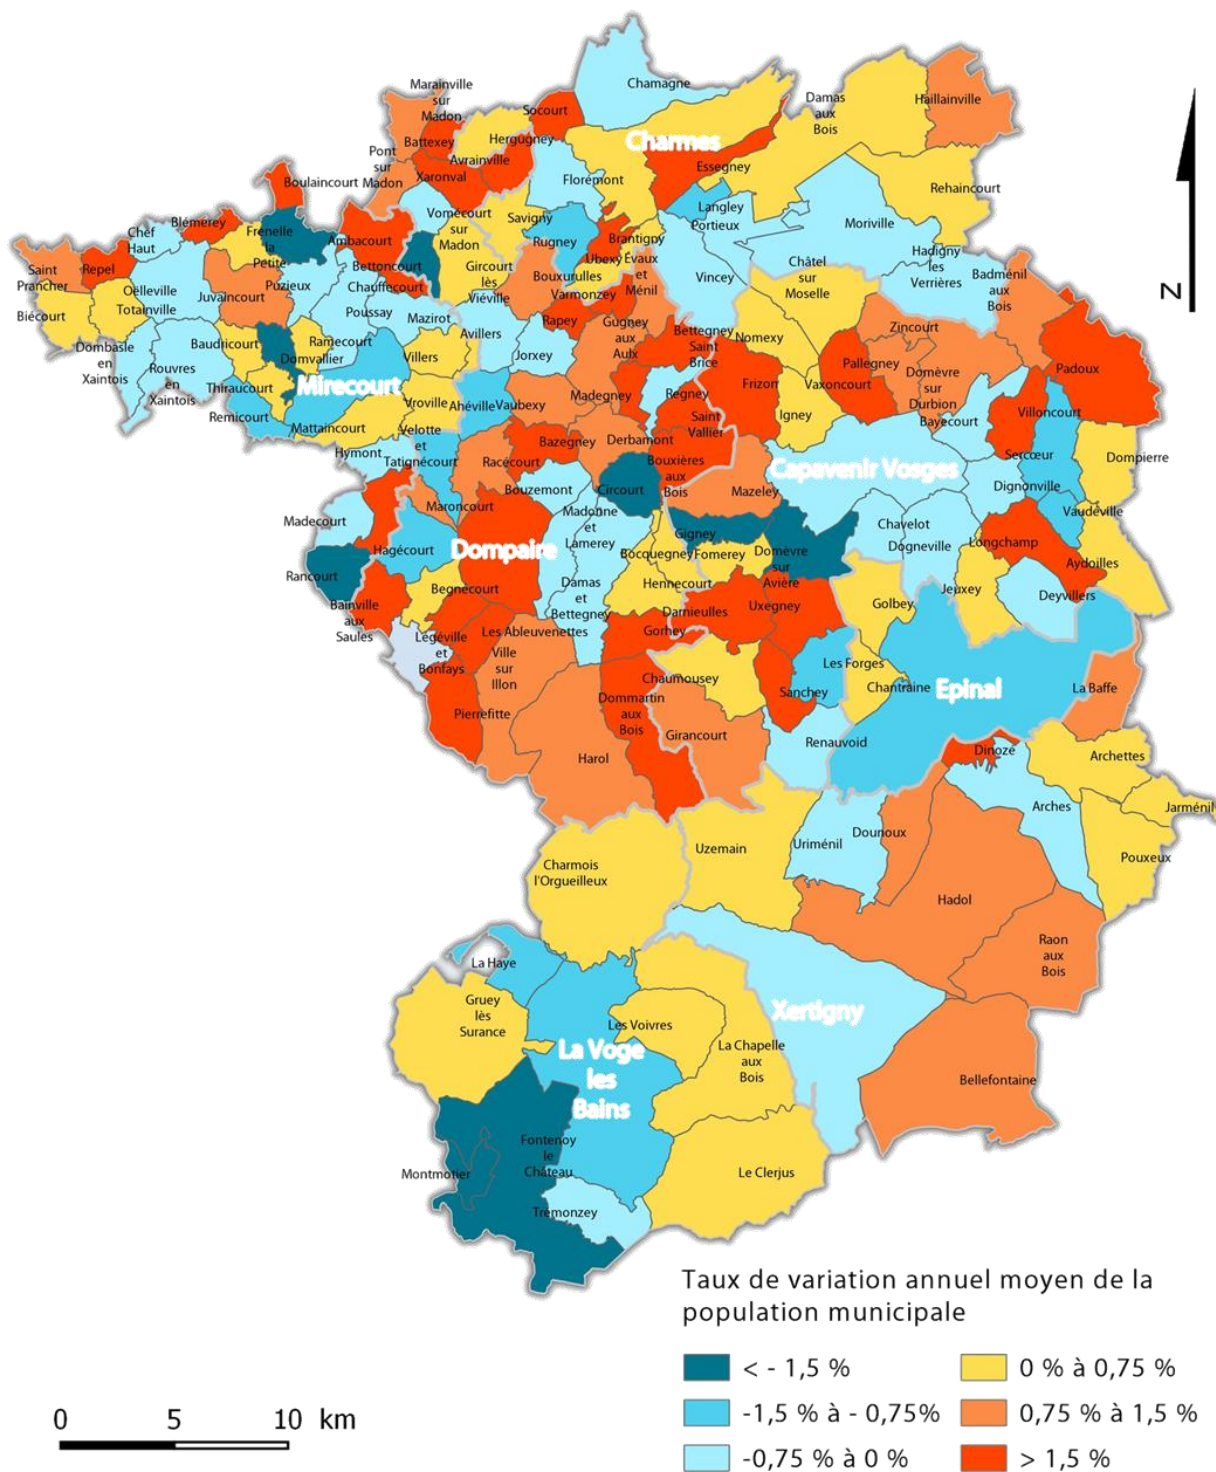 Chamagne
Marainville
sur
Madon
Damas
aux
Bois
Haillainville
Socourt
Battexey
Hergugney
Charmes
Pont
sur
Madon
Avrainville
Xaronval
Essegney
Boulaincourt
Florémont
Rehaincourt
Langley
Portieux
Moriville
Vomécourt
sur
Madon
Savigny
Blémerey
Chef
Haut
Frenelle
la
Petite
Ambacourt
Rugney
Brantigny
Ubexy
Évaux
et
Ménil
Hadigny
les
Verrières
Bettoncourt
Gircourt
lès
Viéville
Bouxurulles
Vincey
Châtel
sur
Moselle
Badménil
aux
Bois
Saint
Prancher
Repel
Oëlleville
Juvaincourt
Puzieux
Chauffecourt
Varmonzey
Biécourt
Totainville
Poussay
Mazirot
Avillers
Rapey
Gugney
aux
Aulx
Bettegney
Saint
Brice
Nomexy
Zincourt
Dombasle
en
Xaintois
Baudricourt
Ramecourt
Domvallier
Villers
Jorxey
Pallegney
Padoux
Rouvres
en
Xaintois
Thiraucourt
Mirecourt
Madegney
Regney
Frizon
Vaxoncourt
Domèvre
sur
Durbion
Remicourt
Vroville
Ahéville
Vaubexy
Saint
Vallier
Igney
Bayecourt
Villoncourt
Mattaincourt
Velotte
et
Tatignécourt
Bazegney
Derbamont
Hymont
Racécourt
Bouxières
aux
Bois
Capavenir Vosges
Sercœur
Dompierre
Bouzemont
Circourt
Mazeley
Dignonville
Maroncourt
Madecourt
Madonne
et
Lamerey
Chavelot
Vaudéville
Hagécourt
Dompaire
Gigney
Dogneville
Longchamp
Bocquegney
Fomerey
Domèvre
sur
Avière
Aydoilles
Rancourt
Begnécourt
Damas
et
Bettegney
Hennecourt
Jeuxey
Deyvillers
Bainville
aux
Saules
Darnieulles
Uxegney
Golbey
Légéville
et
Bonfays
Les Ableuvenettes
Gorhey
Ville
sur
Illon
Les Forges
Chaumousey
Sanchey
Chantraine
Epinal
La Baffe
Pierrefitte
Dommartin
aux
Bois
Girancourt
Renauvoid
Harol
Dinozé
Archettes
Arches
Jarménil
Charmois
l'Orgueilleux
Uzemain
Uriménil
Dounoux
Pouxeux
Hadol
Raon
aux
Bois
La Haye
Gruey
lès
Surance
Les Voivres
Xertigny
La Voge
les
Bains
La Chapelle
aux
Bois
Bellefontaine
Fontenoy
le
Château
Montmotier
Le Clerjus
Trémonzey
Taux de variation annuel moyen de la
population municipale
< - 1,5 %
0 % à 0,75 %
-1,5 % à - 0,75%
0,75 % à 1,5 %
-0,75 % à 0 %
> 1,5 %
0 5 10 km
N